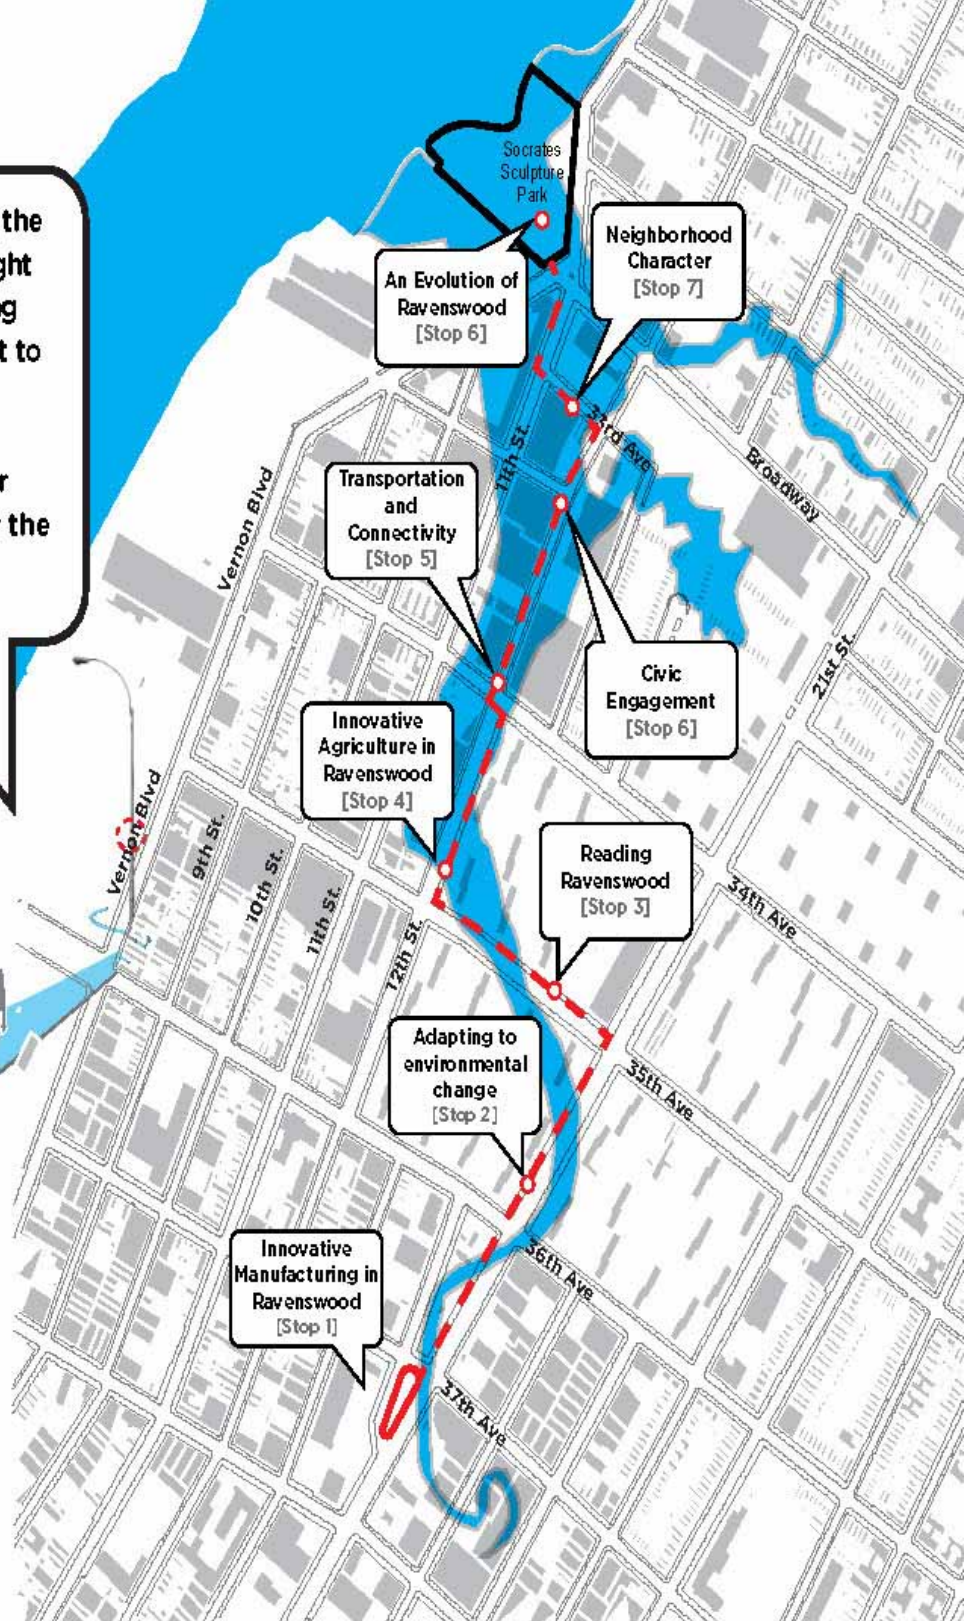 the
ght
g
t to
r
the
Socrates
Sculpture
Park
An Evolution of
Ravenswood
[Stop 6]
Neighborhood
Character
[Stop 7]
33rd Ave
Broadway
11th St.
Vernon Blvd
Transportation
and
Connectivity
[Stop 5]
Civic
Engagement
[Stop 6]
21st St.
Innovative
Agriculture in
Ravenswood
[Stop 4]
Vernon Blvd
9th St.
10th St.
11th St.
12th St.
Reading
Ravenswood
[Stop 3]
34th Ave
Adapting to
environmental
change
[Stop 2]
35th Ave
Innovative
Manufacturing in
Ravenswood
[Stop 1]
36th Ave
37th Ave